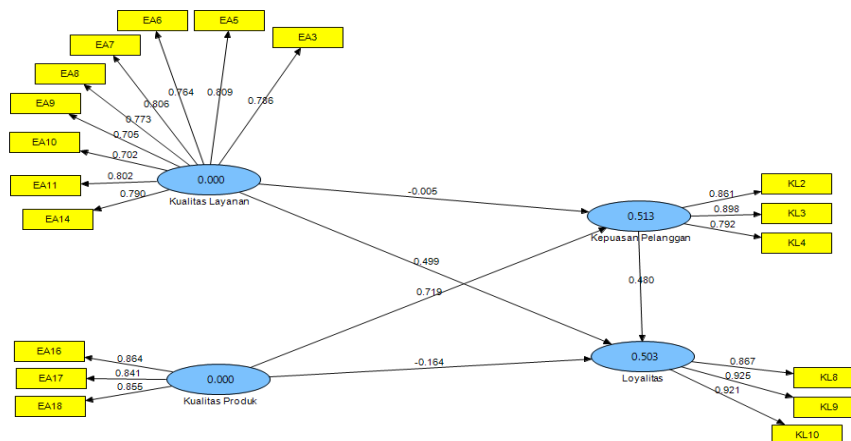 EA6
EA5
EA3
EA7
EA8
EA9
EA10
EA11
EA14
0.786
0.809
0.764
0.806
0.773
0.705
0.702
0.802
0.790
0.000
Kualitas Layanan
-0.005
0.499
0.719
0.513
Kepuasan Pelanggan
0.861
0.898
0.792
KL2
KL3
KL4
0.480
EA16
EA17
EA18
0.864
0.841
0.855
0.000
Kualitas Produk
-0.164
0.503
Loyalitas
0.867
0.925
0.921
KL8
KL9
KL10